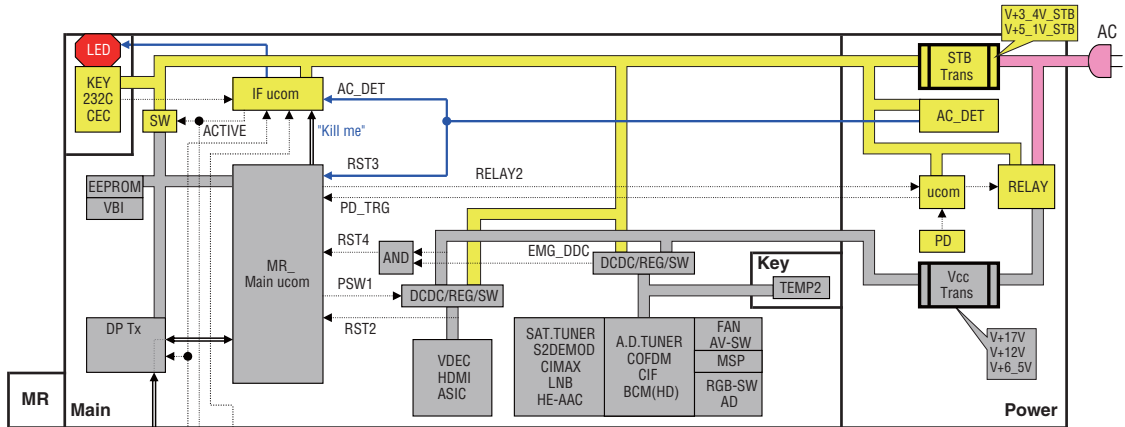 V+3_4V_STB
V+5_1V_STB
AC
LED
STB
Trans
KEY
232C
CEC
IF ucom
AC_DET
AC_DET
SW
ACTIVE
"Kill me"
RST3
RELAY2
EEPROM
VBI
ucom
RELAY
PD_TRG
RST4
AND
EMG_DDC
PD
MR_
Main ucom
DCDC/REG/SW
Key
TEMP2
Vcc
Trans
PSW1
DCDC/REG/SW
RST2
DP Tx
SAT.TUNER
S2DEMOD
CIMAX
LNB
HE-AAC
A.D.TUNER
COFDM
CIF
BCM(HD)
FAN
AV-SW
MSP
RGB-SW
AD
VDEC
HDMI
ASIC
V+17V
V+12V
V+6_5V
MR
Main
Power